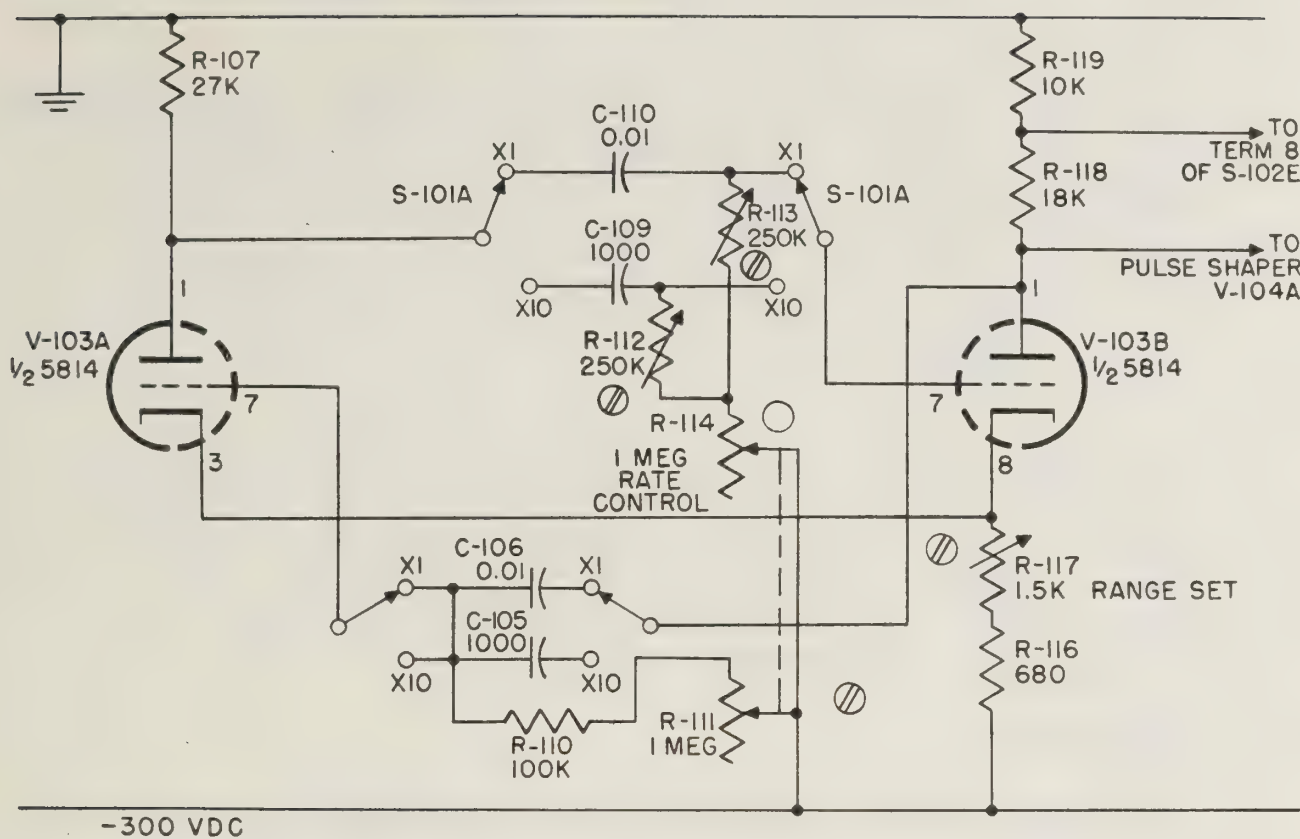 R-107
27K
R-119
10K
TO
TERM 8
OF S-102E
C-110
0.01
X1
X1
S-101A
S-101A
R-118
18K
R-113
250K
C-109
1000
TO
PULSE SHAPER
V-104A
X10
X10
1
1
V-103A
1/2 5814
R-112
250K
V-103B
1/2 5814
7
7
R-114
1 MEG
RATE
CONTROL
3
8
C-106
0.01
X1
X1
R-117
1.5K RANGE SET
C-105
1000
X10
X10
R-116
680
R-110
100K
R-111
1 MEG
-300 VDC